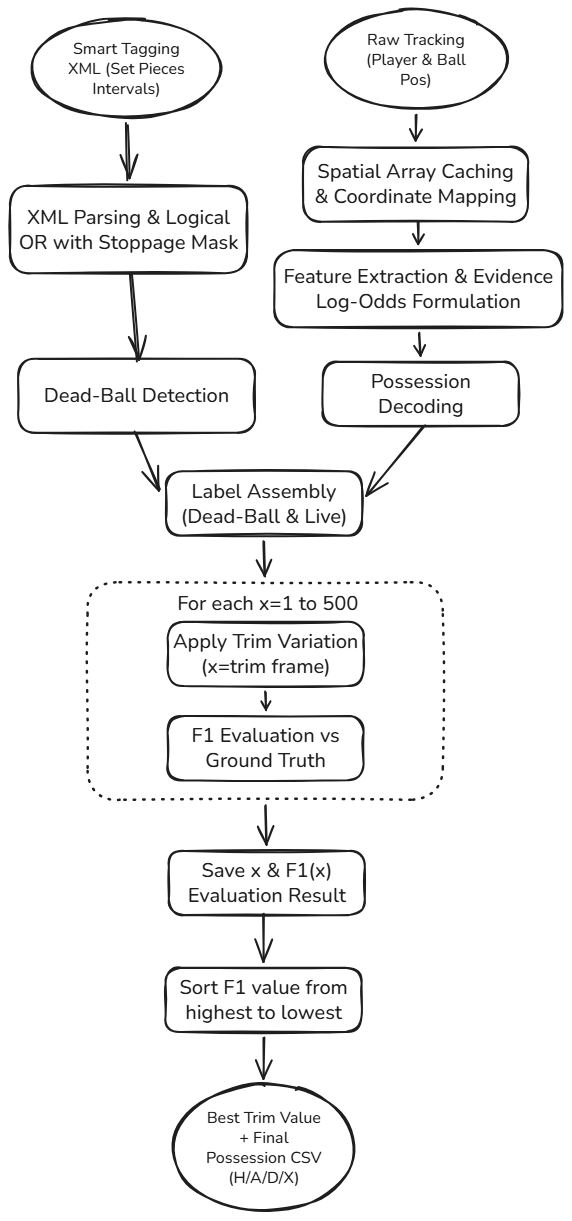 Smart Tagging
XML (Set Pieces
Intervals)
Raw Tracking
(Player & Ball
Pos)
XML Parsing & Logical
OR with Stoppage Mask
Spatial Array Caching
& Coordinate Mapping
Feature Extraction & Evidence
Log-Odds Formulation
Dead-Ball Detection
Possession
Decoding
Label Assembly
(Dead-Ball & Live)
For each x=1 to 500
Apply Trim Variation
(x=trim frame)
F1 Evaluation vs
Ground Truth
Save x & F1(x)
Evaluation Result
Sort F1 value from
highest to lowest
Best Trim Value
+ Final
Possession CSV
(H/A/D/X)